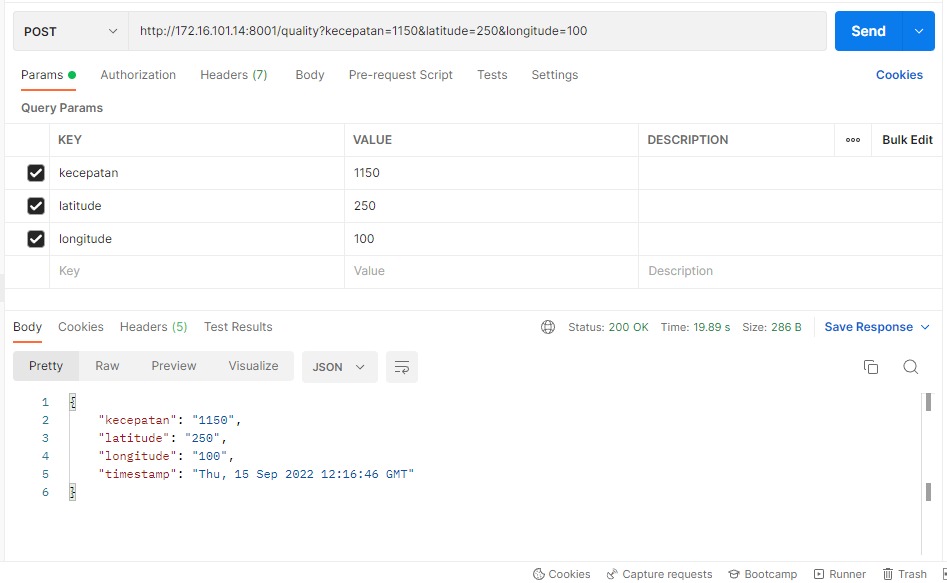 POST http://172.16.101.14:8001/quality?kecepatan=1150&latitude=250&longitude=100 Send
Params Authorization Headers (7) Body Pre-request Script Tests Settings Cookies
Query Params
KEY VALUE DESCRIPTION Bulk Edit
kecepatan 1150
latitude 250
longitude 100
Key Value Description
Body Cookies Headers (5) Test Results Status: 200 OK Time: 19.89 s Size: 286 B Save Response
Pretty Raw Preview Visualize JSON
1 {
2 "kecepatan": "1150",
3 "latitude": "250",
4 "longitude": "100",
5 "timestamp": "Thu, 15 Sep 2022 12:16:46 GMT"
6 }
Cookies Capture requests Bootcamp Runner Trash